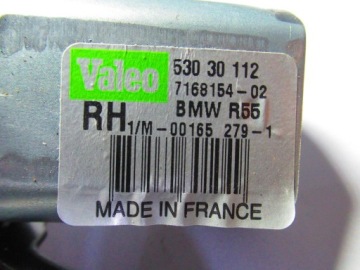 Valeo 530 30 112
7168154-02
RH BMW R55
1/M-00165 279-1
MADE IN FRANCE